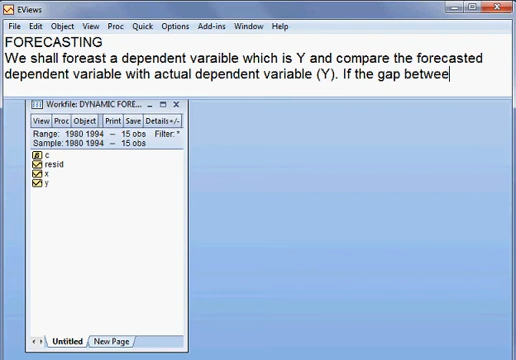 EViews
File Edit Object View Proc Quick Options Add-ins Window Help
FORECASTING
We shall foreast a dependent varaible which is Y and compare the forecasted
dependent variable with actual dependent variable (Y). If the gap betwee
Workfile: DYNAMIC FORE...
View Proc Object Print Save Details+/-
Range: 1980 1994 – 15 obs Filter: *
Sample: 1980 1994 – 15 obs
c
resid
x
y
Untitled New Page